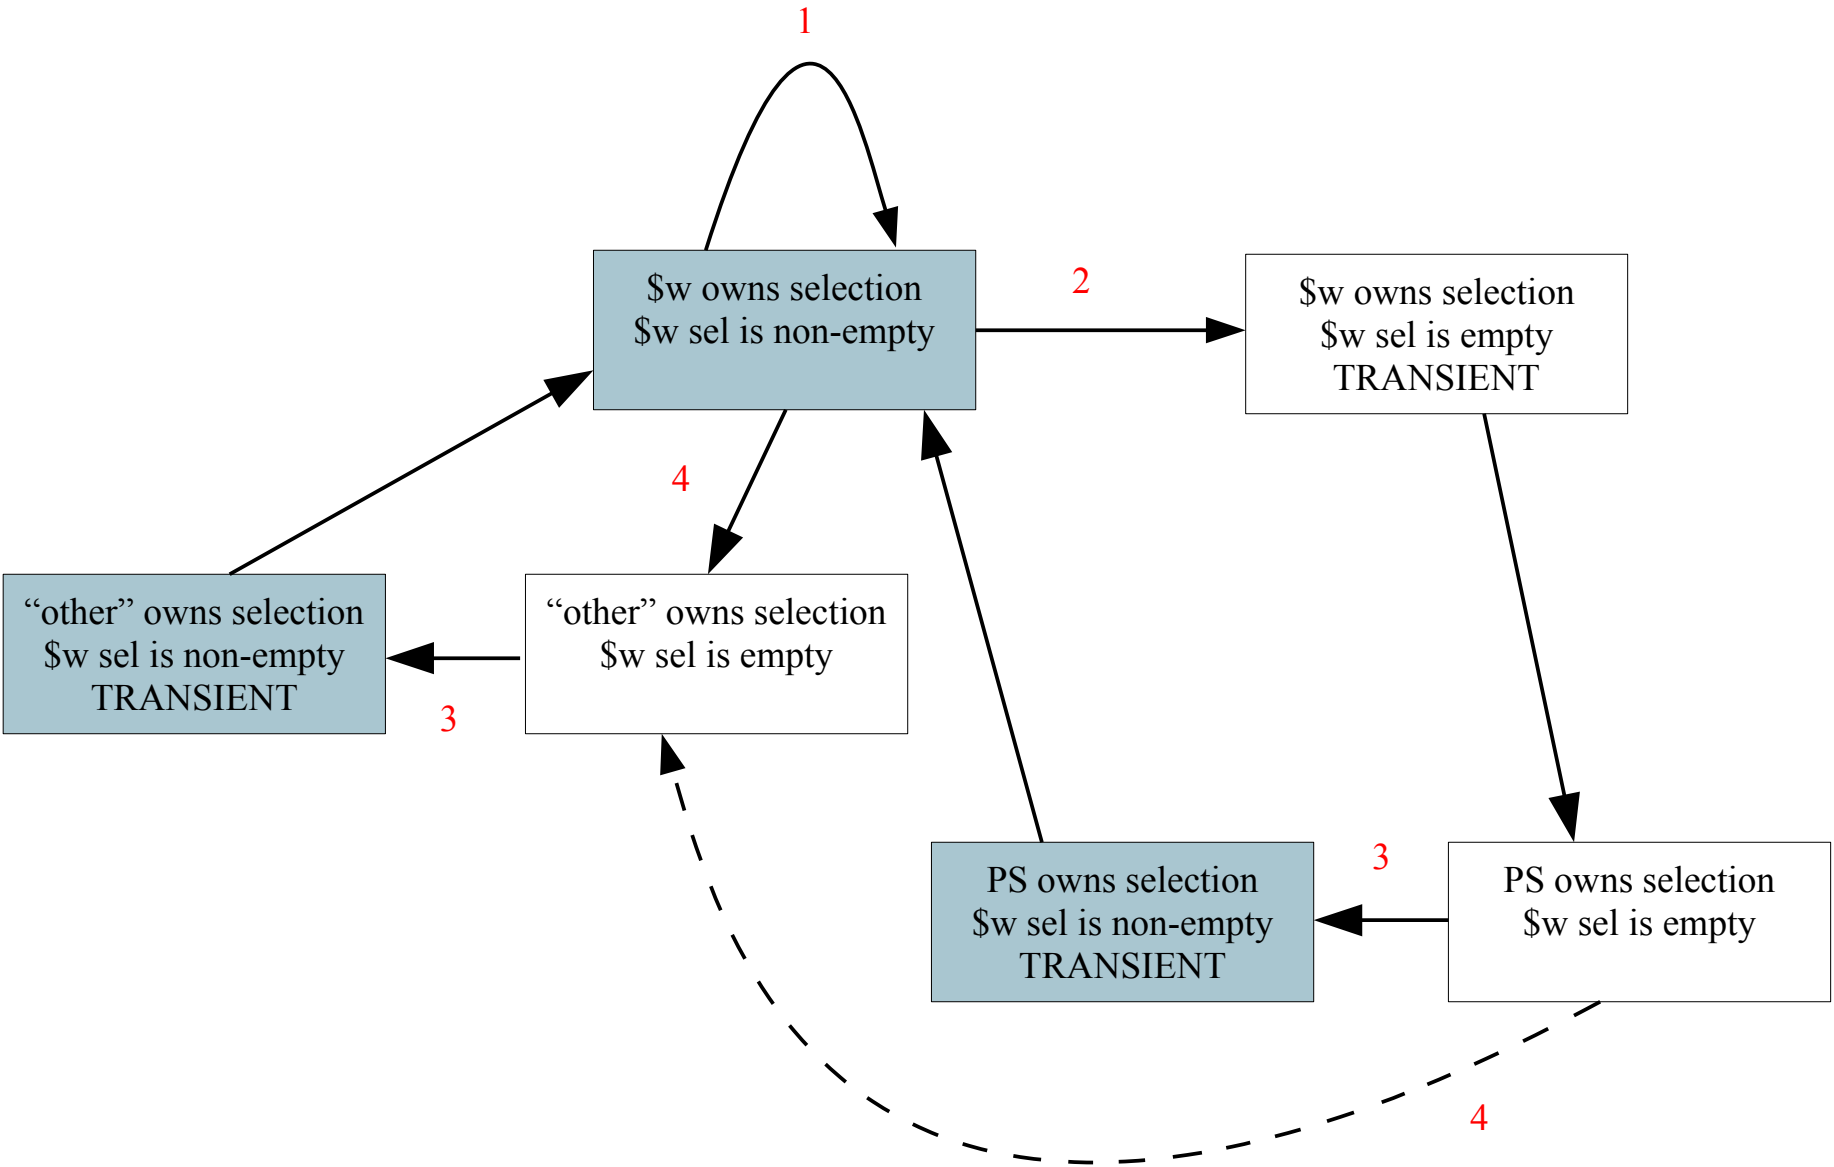 1
$w owns selection
$w sel is non-empty
2
$w owns selection
$w sel is empty
TRANSIENT
4
“other” owns selection
$w sel is non-empty
TRANSIENT
3
“other” owns selection
$w sel is empty
PS owns selection
$w sel is non-empty
TRANSIENT
3
PS owns selection
$w sel is empty
4